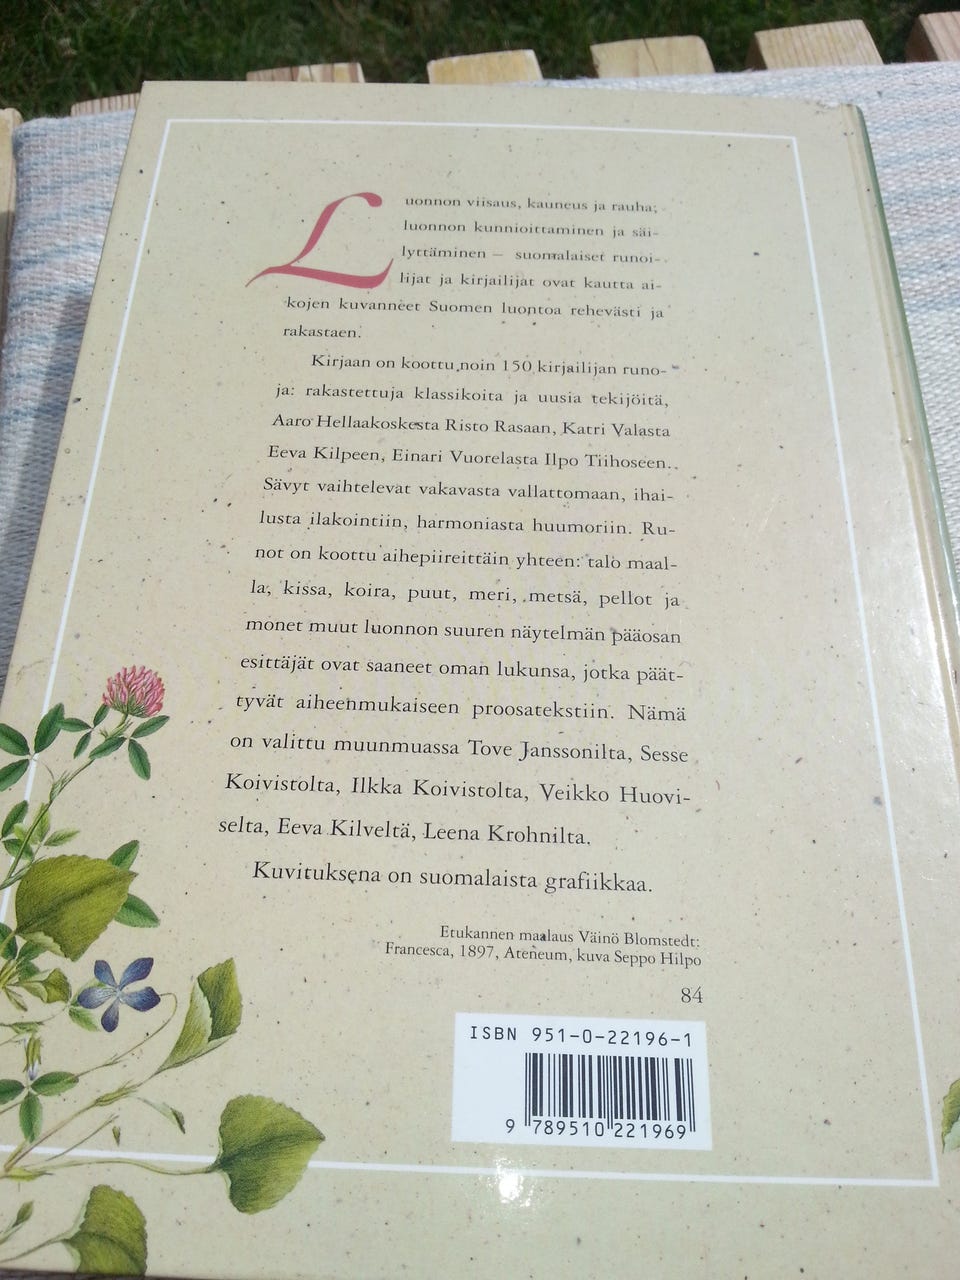 Luonnon viisaus, kauneus ja rauha;
luonnon kunnioittaminen ja säi-
lyttäminen — suomalaiset runoi-
lijat ja kirjailijat ovat kautta ai-
kojen kuvanneet Suomen luontoa rehevästi ja
rakastaen.
Kirjaan on koottu noin 150 kirjailijan runo-
ja: rakastettuja klassikoita ja uusia tekijöitä,
Aaro Hellaakoskesta Risto Rasaan, Katri Valasta
Eeva Kilpeen, Einari Vuorelasta Ilpo Tiihoseen.
Sävyt vaihtelevat vakavasta vallattomaan, ihai-
lusta ilakointiin, harmoniasta huumoriin. Ru-
not on koottu aihepiireittäin yhteen: talo maal-
la, kissa, koira, puut, meri, metsä, pellot ja
monet muut luonnon suuren näytelmän pääosan
esittäjät ovat saaneet oman lukunsa, jotka päät-
tyvät aiheenmukaiseen proosatekstiin. Nämä
on valittu muunmuassa Tove Janssonilta, Sesse
Koivistolta, Ilkka Koivistolta, Veikko Huovi-
selta, Eeva Kilveltä, Leena Krohnilta.
Kuvituksena on suomalaista grafiikkaa.
Etukannen maalaus Väinö Blomstedt:
Francesca, 1897, Ateneum, kuva Seppo Hilpo
84
ISBN 951-0-22196-1
9 789510 221969